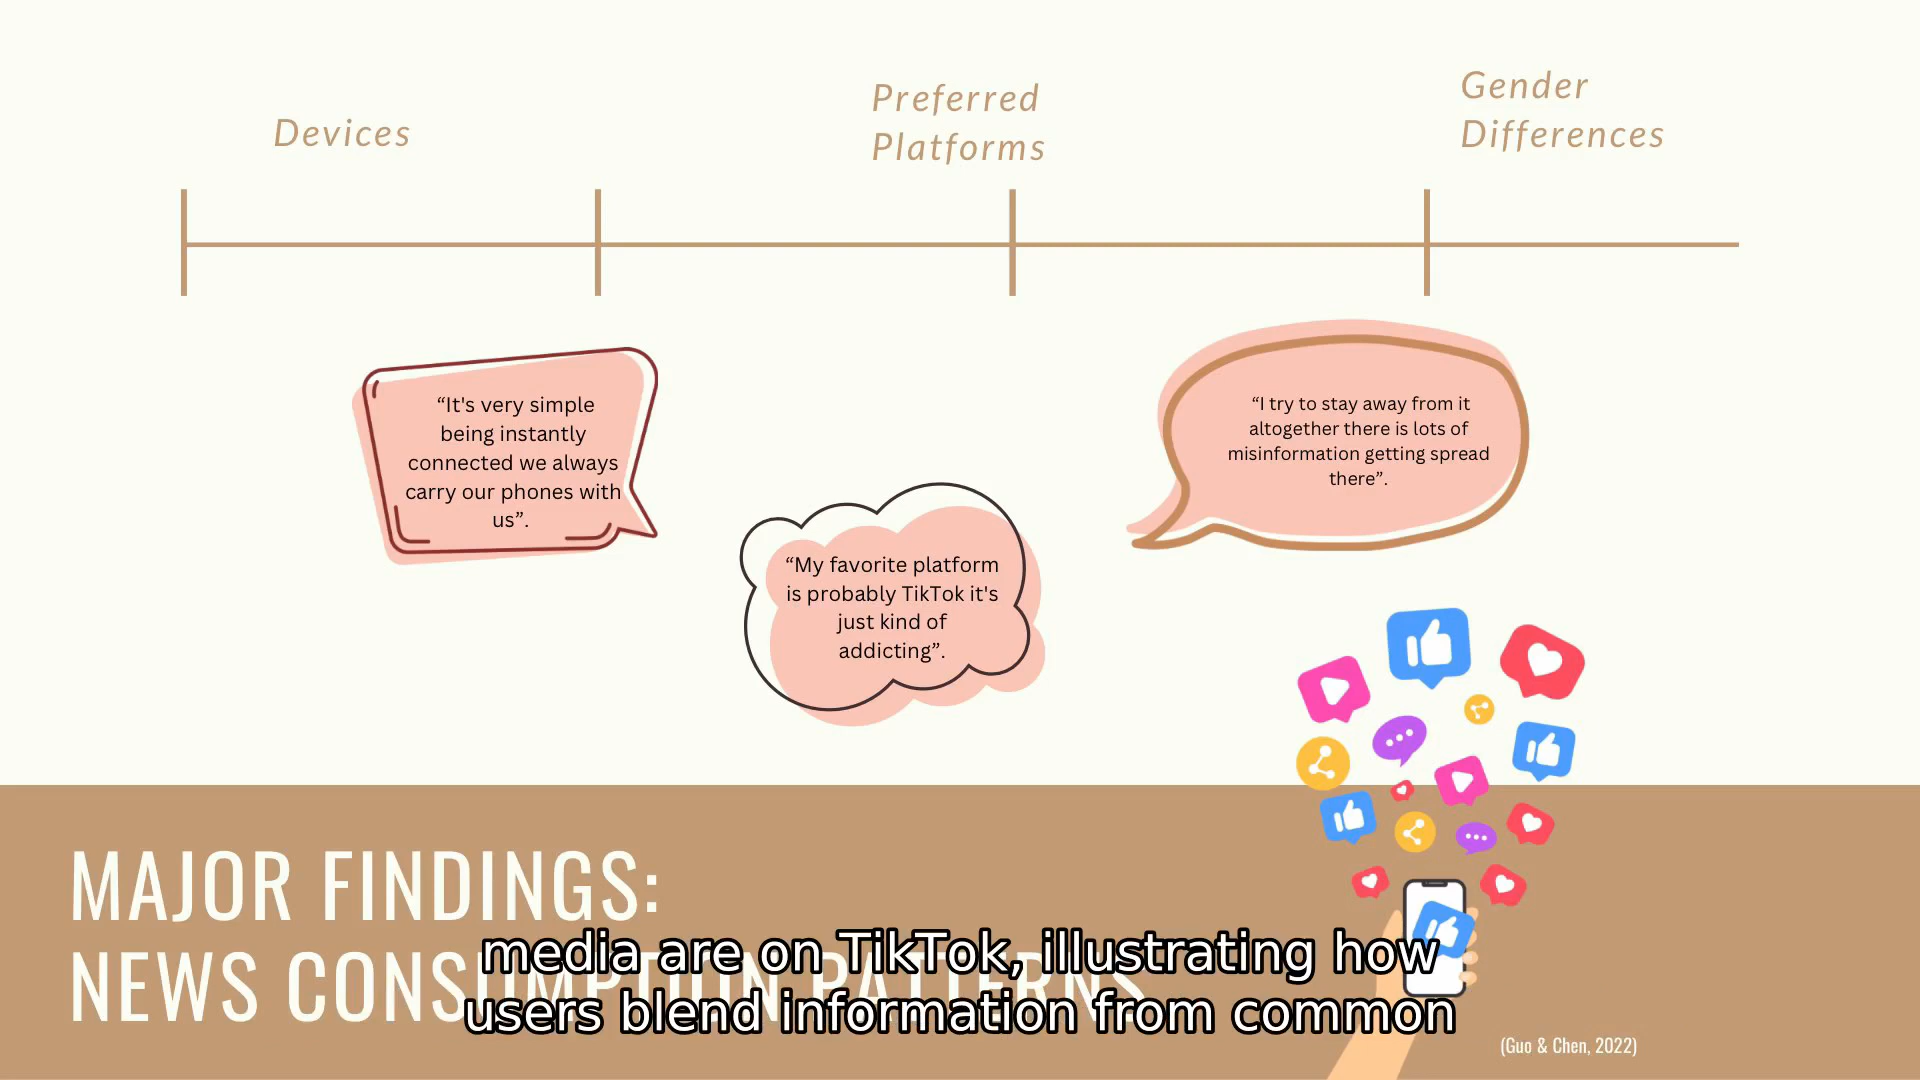 Devices
Preferred
Platforms
Gender
Differences
“It's very simple
being instantly
connected we always
carry our phones with
us”.
“My favorite platform
is probably TikTok it's
just kind of
addicting”.
“I try to stay away from it
altogether there is lots of
misinformation getting spread
there”.
MAJOR FINDINGS:
NEWS CONSUMPTION PATTERNS
media are on TikTok, illustrating how
users blend information from common
(Guo & Chen, 2022)